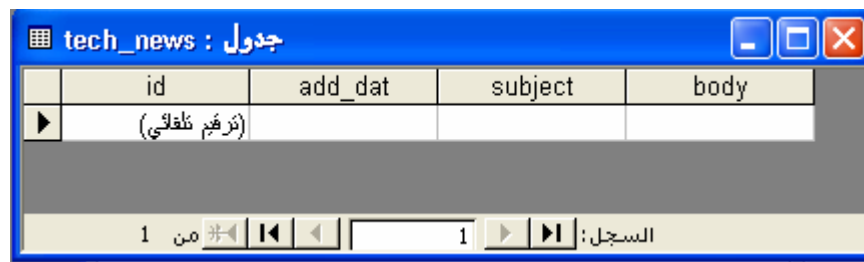 جدول : tech_news
id add_dat subject body
(ترقيم تلقائي)
السجل: 1 من 1